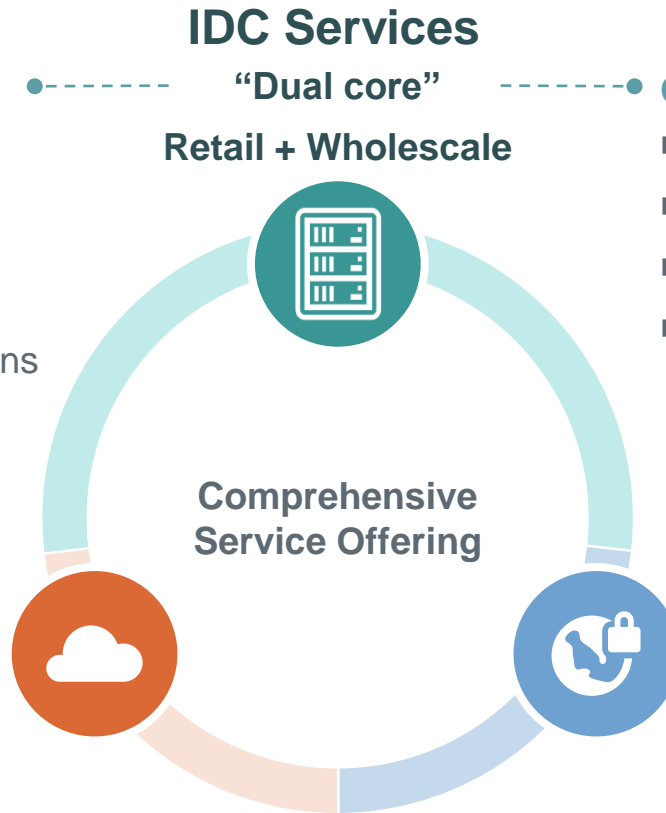 IDC Services
“Dual core”
Retail + Wholescale
ns
Comprehensive
Service Offering